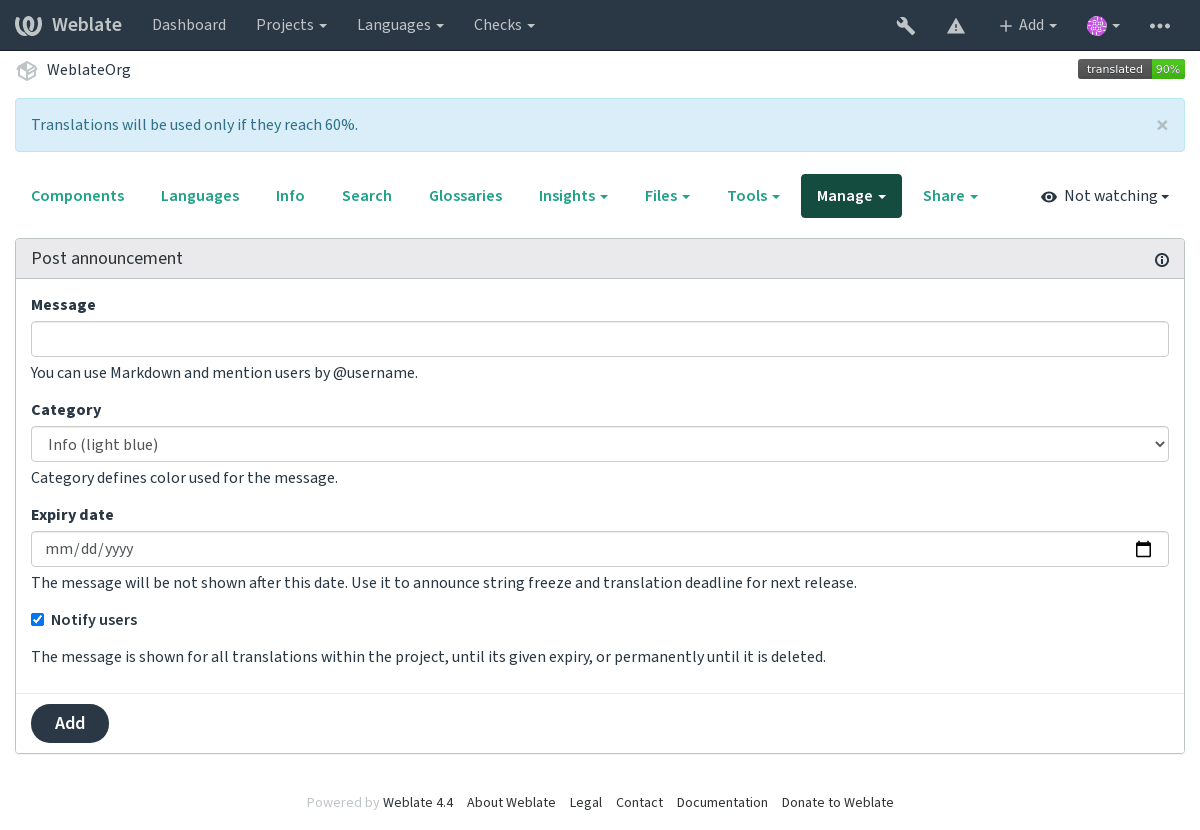 Weblate Dashboard Projects Languages Checks Add
WeblateOrg translated 90%
Translations will be used only if they reach 60%. ×
Components Languages Info Search Glossaries Insights Files Tools Manage Share Not watching
Post announcement
Message
You can use Markdown and mention users by @username.
Category
Info (light blue)
Category defines color used for the message.
Expiry date
mm/dd/yyyy
The message will be not shown after this date. Use it to announce string freeze and translation deadline for next release.
Notify users
The message is shown for all translations within the project, until its given expiry, or permanently until it is deleted.
Add
Powered by Weblate 4.4 About Weblate Legal Contact Documentation Donate to Weblate